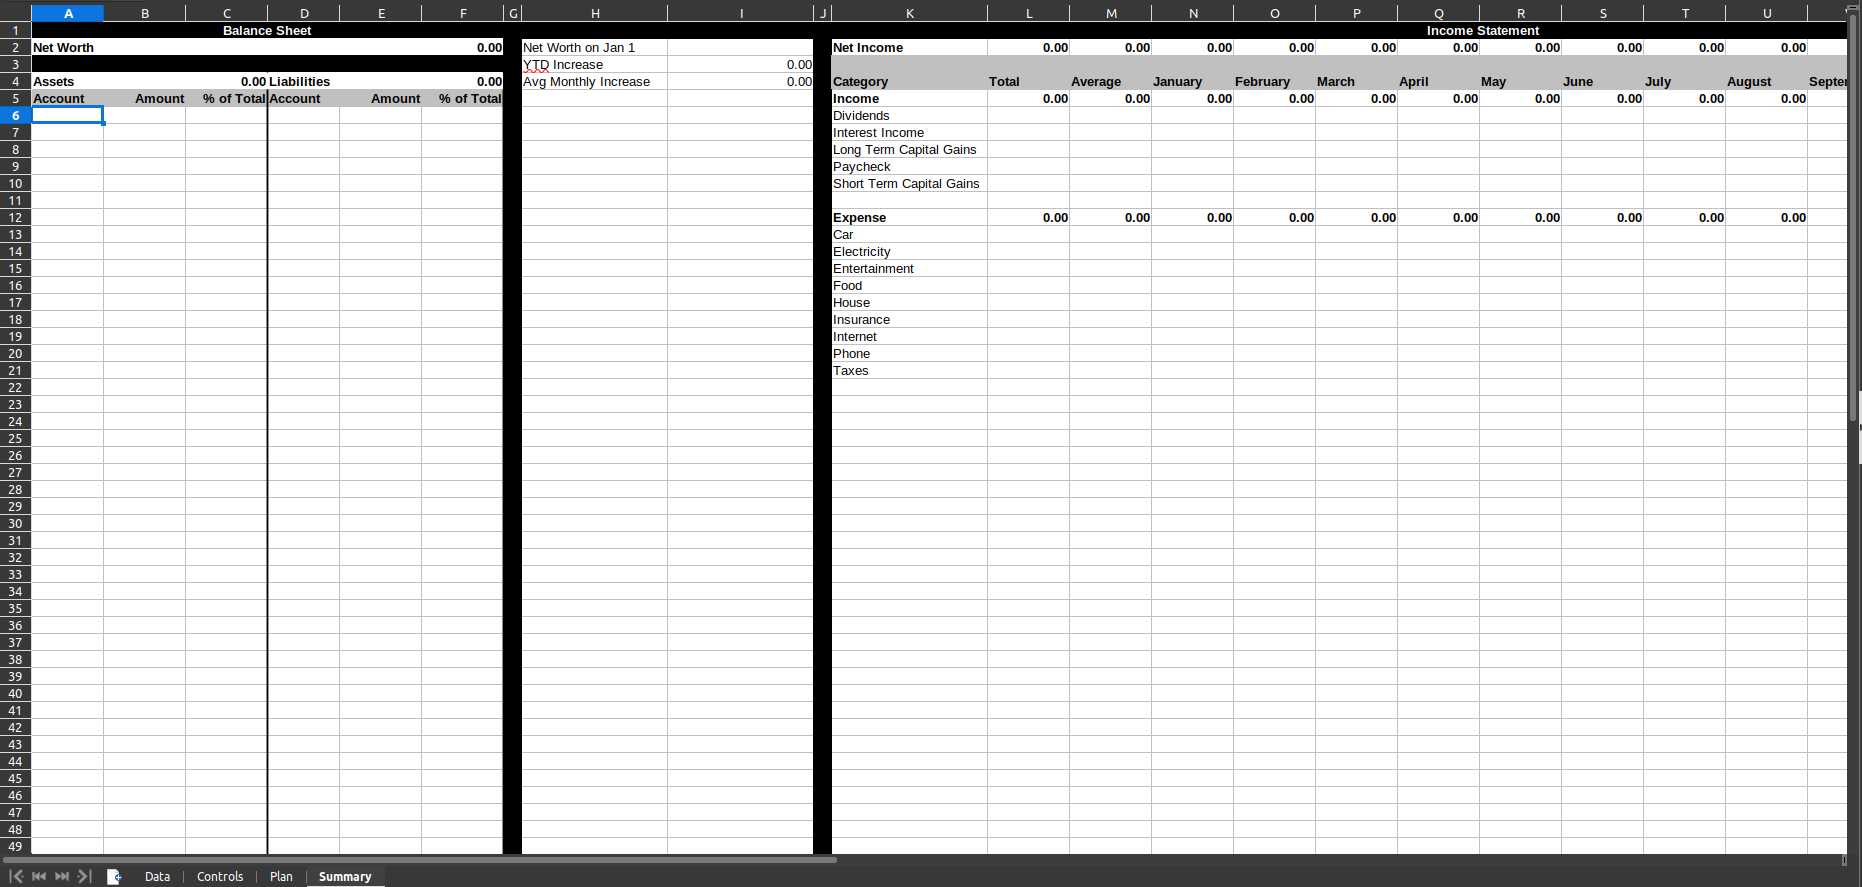 A B C D E F G H I J K L M N O P Q R S T U
1 Balance Sheet Income Statement
2 Net Worth 0.00 Net Worth on Jan 1 Net Income 0.00 0.00 0.00 0.00 0.00 0.00 0.00 0.00 0.00 0.00
3 YTD Increase 0.00
4 Assets 0.00 Liabilities 0.00 Avg Monthly Increase 0.00 Category Total Average January February March April May June July August Septe
5 Account Amount % of Total Account Amount % of Total Income 0.00 0.00 0.00 0.00 0.00 0.00 0.00 0.00 0.00 0.00
6 Dividends
7 Interest Income
8 Long Term Capital Gains
9 Paycheck
10 Short Term Capital Gains
11
12 Expense 0.00 0.00 0.00 0.00 0.00 0.00 0.00 0.00 0.00 0.00
13 Car
14 Electricity
15 Entertainment
16 Food
17 House
18 Insurance
19 Internet
20 Phone
21 Taxes
22
23
24
25
26
27
28
29
30
31
32
33
34
35
36
37
38
39
40
41
42
43
44
45
46
47
48
49
Data Controls Plan Summary